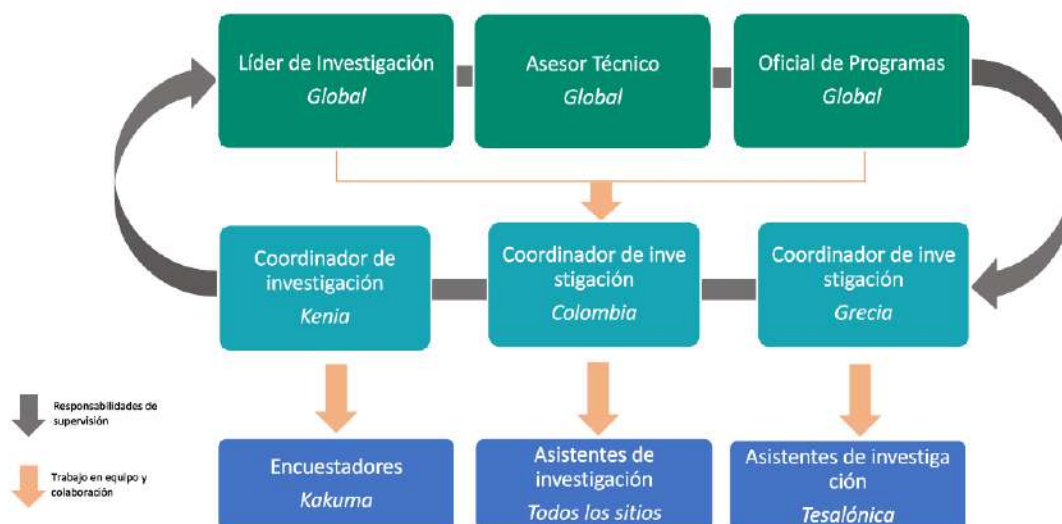 Líder de Investigación
Global
Asesor Técnico
Global
Oficial de Programas
Global
Coordinador de
investigación
Kenia
Coordinador de inve
stigación
Colombia
Coordinador de inve
stigación
Grecia
Responsabilidades de
supervisión
Trabajo en equipo y
colaboración
Encuestadores
Kakuma
Asistentes de
investigación
Todos los sitios
Asistentes de investiga
ción
Tesalónica